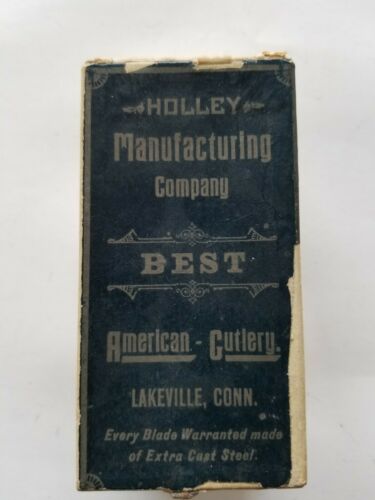 HOLLEY
Manufacturing
Company
BEST
American - Cutlery.
LAKEVILLE, CONN.
Every Blade Warranted made
of Extra Cast Steel.